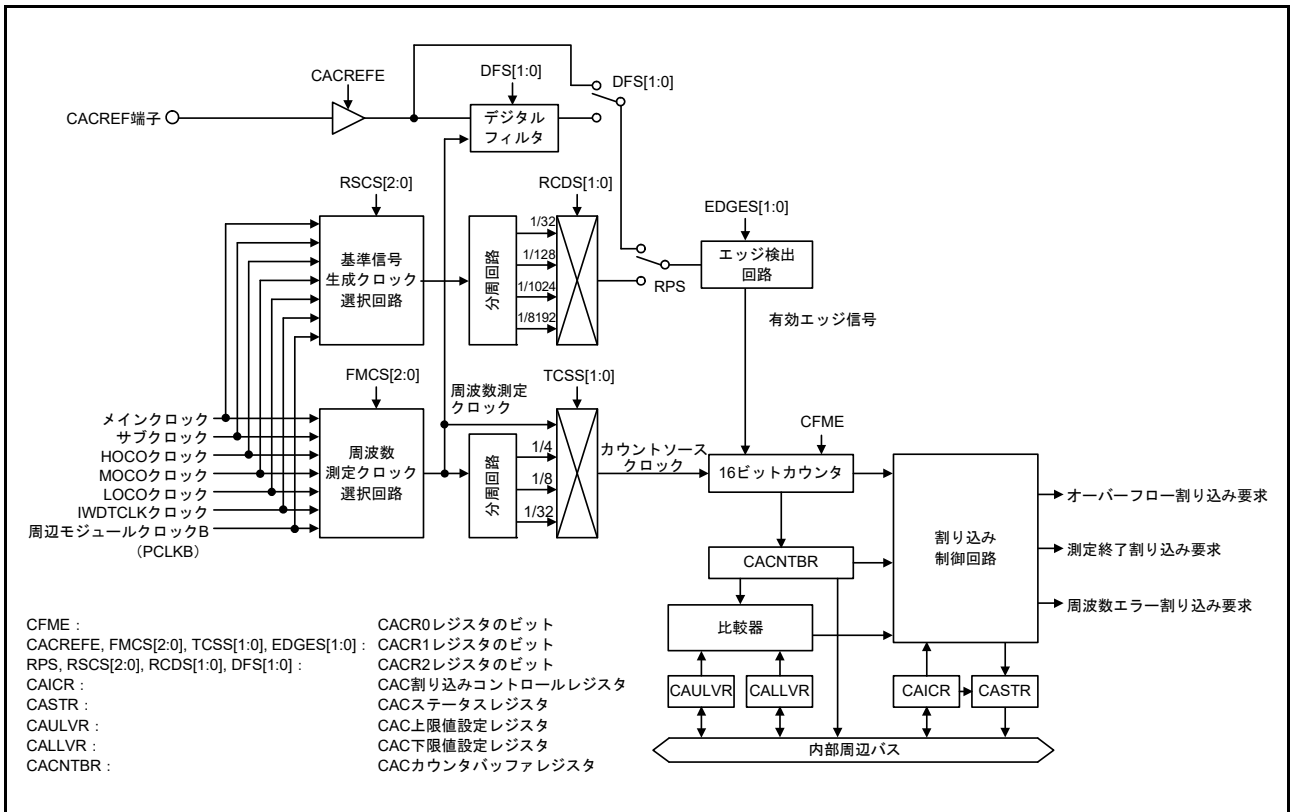 CACREFE
DFS[1:0]
DFS[1:0]
CACREF端子
デジタル
フィルタ
RSCS[2:0]
RCDS[1:0]
EDGES[1:0]
基準信号
生成クロック
選択回路
分周回路
1/32
1/128
1/1024
1/8192
RPS
エッジ検出
回路
有効エッジ信号
FMCS[2:0]
周波数測定
クロック
TCSS[1:0]
メインクロック
サブクロック
HOCOクロック
MOCOクロック
LOCOクロック
IWDTCLKクロック
周辺モジュールクロックB
（PCLKB）
周波数
測定クロック
選択回路
分周回路
1/4
1/8
1/32
カウントソース
クロック
CFME
16ビットカウンタ
CACNTBR
比較器
割り込み
制御回路
オーバーフロー割り込み要求
測定終了割り込み要求
周波数エラー割り込み要求
CAULVR
CALLVR
CAICR
CASTR
内部周辺バス
CFME : CACR0レジスタのビット
CACREFE, FMCS[2:0], TCSS[1:0], EDGES[1:0] : CACR1レジスタのビット
RPS, RSCS[2:0], RCDS[1:0], DFS[1:0] : CACR2レジスタのビット
CAICR : CAC割り込みコントロールレジスタ
CASTR : CACステータスレジスタ
CAULVR : CAC上限値設定レジスタ
CALLVR : CAC下限値設定レジスタ
CACNTBR : CACカウンタバッファレジスタ